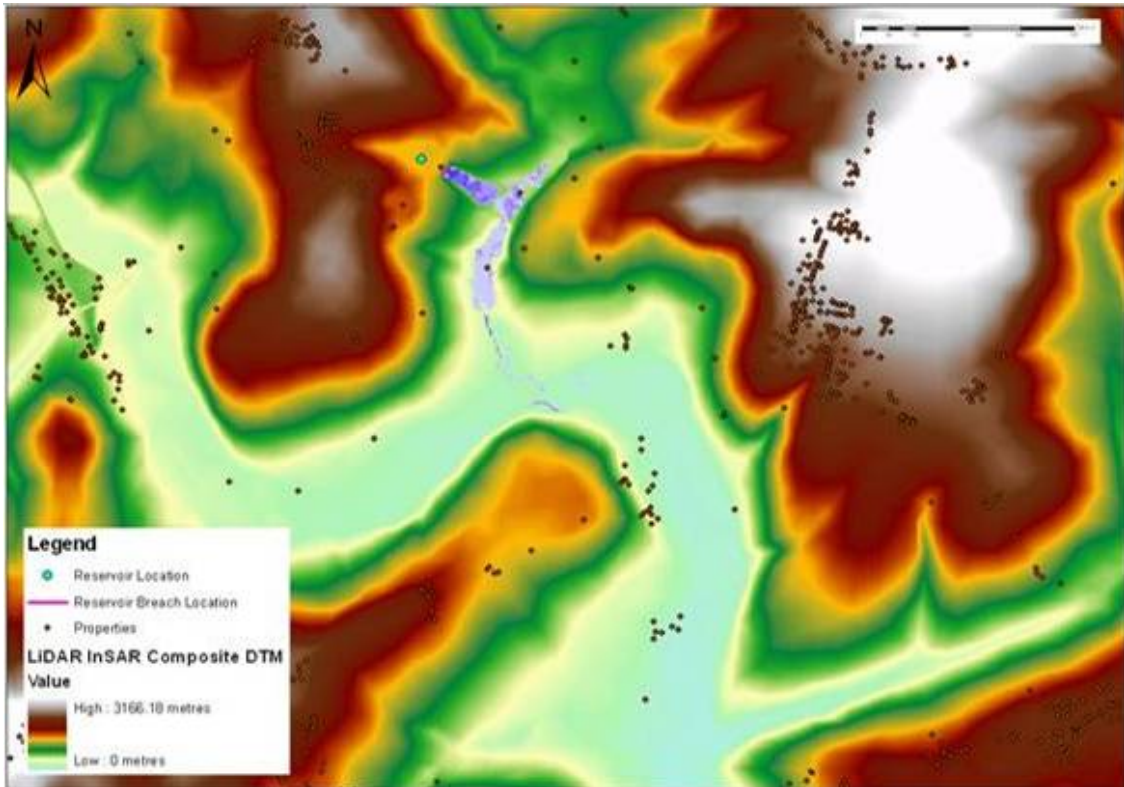 N
Legend
Reservoir Location
Reservoir Breach Location
Properties
LiDAR InSAR Composite DTM
Value
High : 3166.18 metres
Low : 0 metres